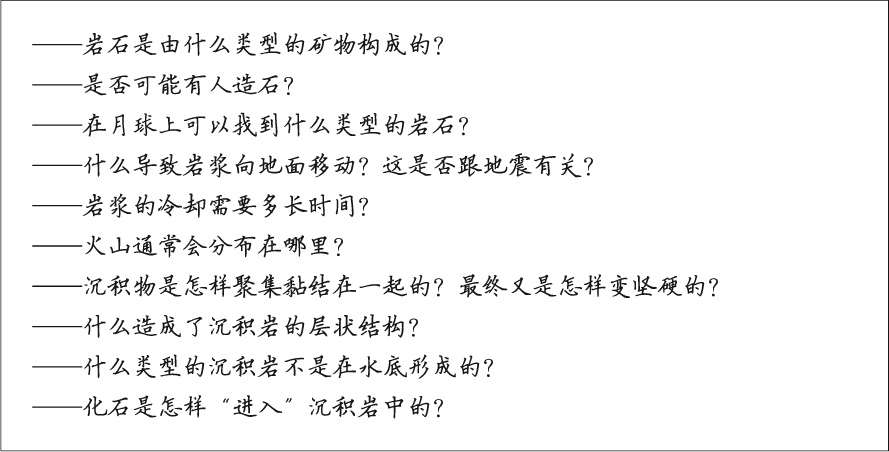 ——岩石是由什么类型的矿物构成的？
——是否可能有人造石？
——在月球上可以找到什么类型的岩石？
——什么导致岩浆向地面移动？这是否跟地震有关？
——岩浆的冷却需要多长时间？
——火山通常会分布在哪里？
——沉积物是怎样聚集黏结在一起的？最终又是怎样变坚硬的？
——什么造成了沉积岩的层状结构？
——什么类型的沉积岩不是在水底形成的？
——化石是怎样“进入”沉积岩中的？